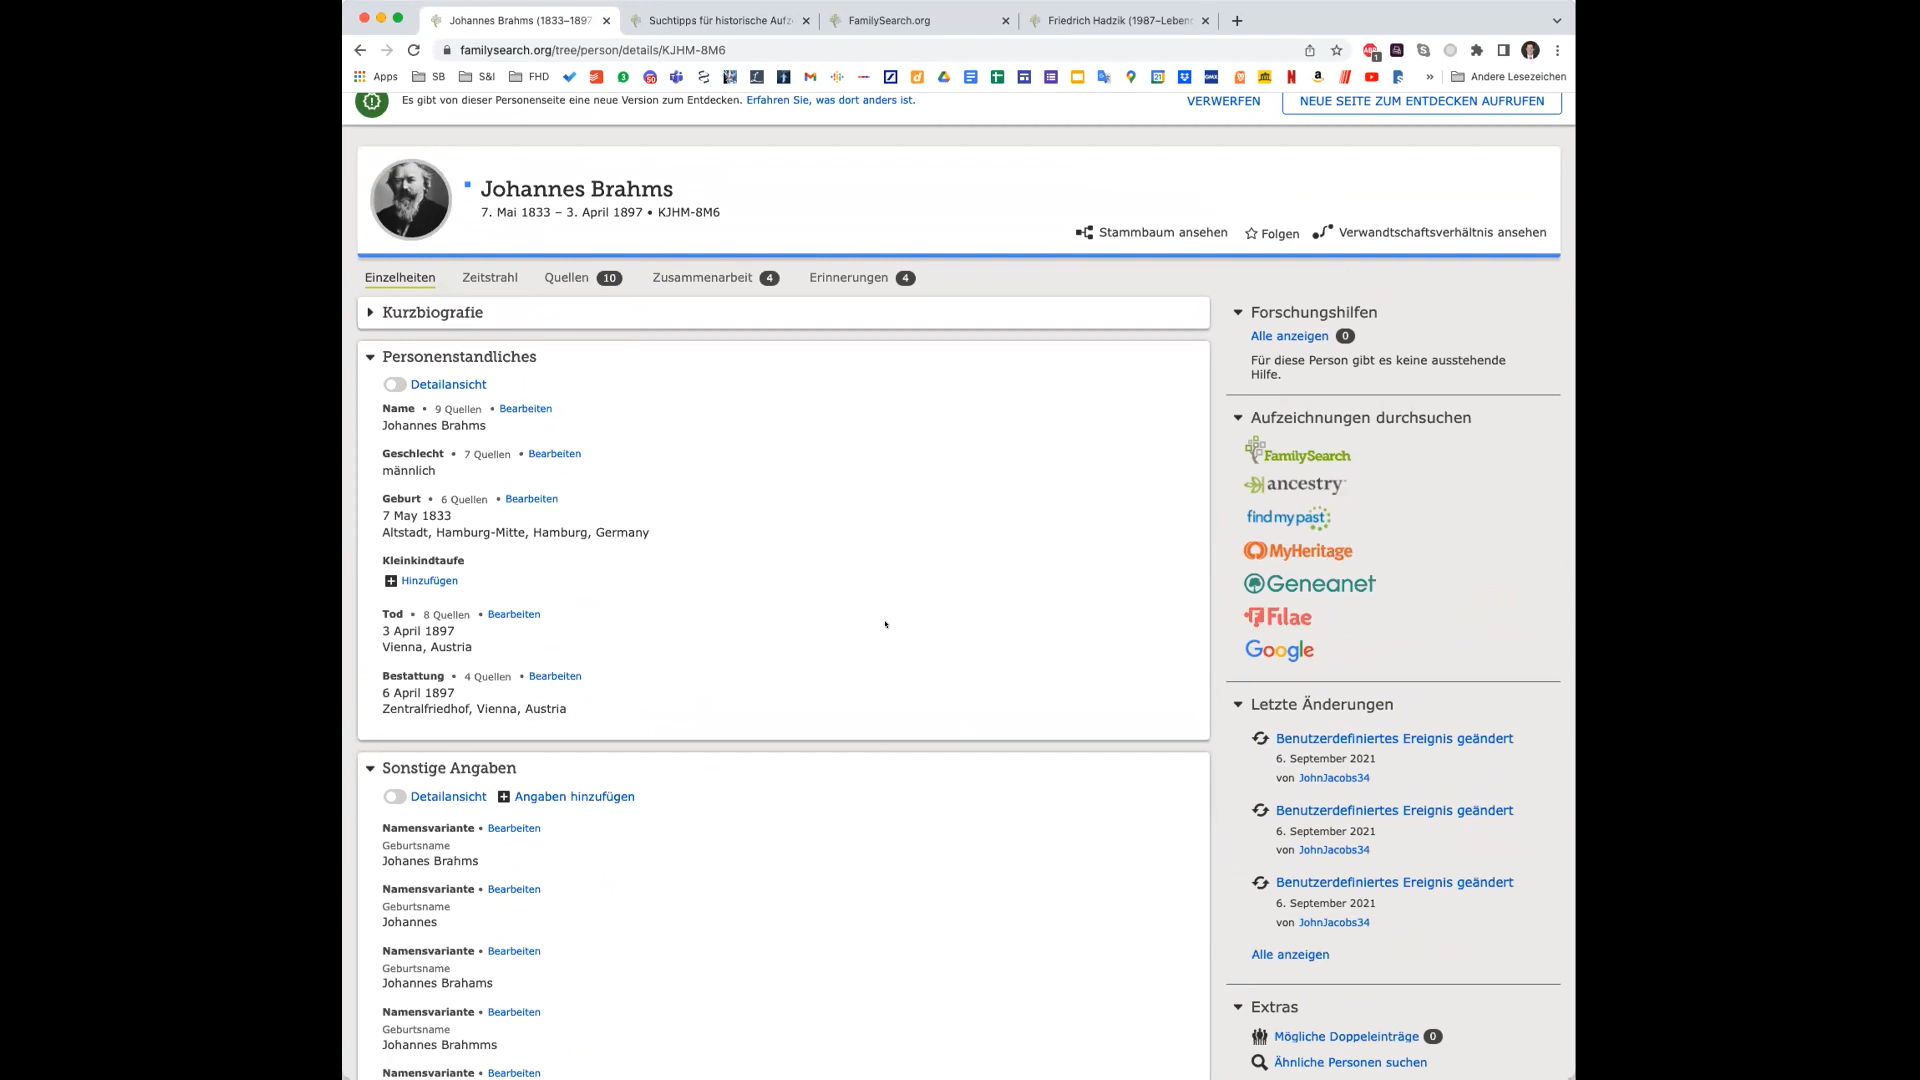 Johannes Brahms (1833–1897
Suchtipps für historische Aufz
FamilySearch.org
Friedrich Hadzik (1987–Lebend
familysearch.org/tree/person/details/KJHM-8M6
Apps SB S&I FHD Andere Lesezeichen
Es gibt von dieser Personenseite eine neue Version zum Entdecken. Erfahren Sie, was dort anders ist.
VERWERFEN
NEUE SEITE ZUM ENTDECKEN AUFRUFEN
Johannes Brahms
7. Mai 1833 – 3. April 1897 • KJHM-8M6
Stammbaum ansehen Folgen Verwandtschaftsverhältnis ansehen
Einzelheiten Zeitstrahl Quellen 10 Zusammenarbeit 4 Erinnerungen 4
Kurzbiografie
Personenstandliches
Detailansicht
Name • 9 Quellen • Bearbeiten
Johannes Brahms
Geschlecht • 7 Quellen • Bearbeiten
männlich
Geburt • 6 Quellen • Bearbeiten
7 May 1833
Altstadt, Hamburg-Mitte, Hamburg, Germany
Kleinkindtaufe
Hinzufügen
Tod • 8 Quellen • Bearbeiten
3 April 1897
Vienna, Austria
Bestattung • 4 Quellen • Bearbeiten
6 April 1897
Zentralfriedhof, Vienna, Austria
Sonstige Angaben
Detailansicht Angaben hinzufügen
Namensvariante • Bearbeiten
Geburtsname
Johanes Brahms
Namensvariante • Bearbeiten
Geburtsname
Johannes
Namensvariante • Bearbeiten
Geburtsname
Johannes Brahams
Namensvariante • Bearbeiten
Geburtsname
Johannes Brahmms
Namensvariante • Bearbeiten
Forschungshilfen
Alle anzeigen 0
Für diese Person gibt es keine ausstehende
Hilfe.
Aufzeichnungen durchsuchen
FamilySearch
ancestry
findmypast
MyHeritage
Geneanet
Filae
Google
Letzte Änderungen
Benutzerdefiniertes Ereignis geändert
6. September 2021
von JohnJacobs34
Benutzerdefiniertes Ereignis geändert
6. September 2021
von JohnJacobs34
Benutzerdefiniertes Ereignis geändert
6. September 2021
von JohnJacobs34
Alle anzeigen
Extras
Mögliche Doppeleinträge 0
Ähnliche Personen suchen